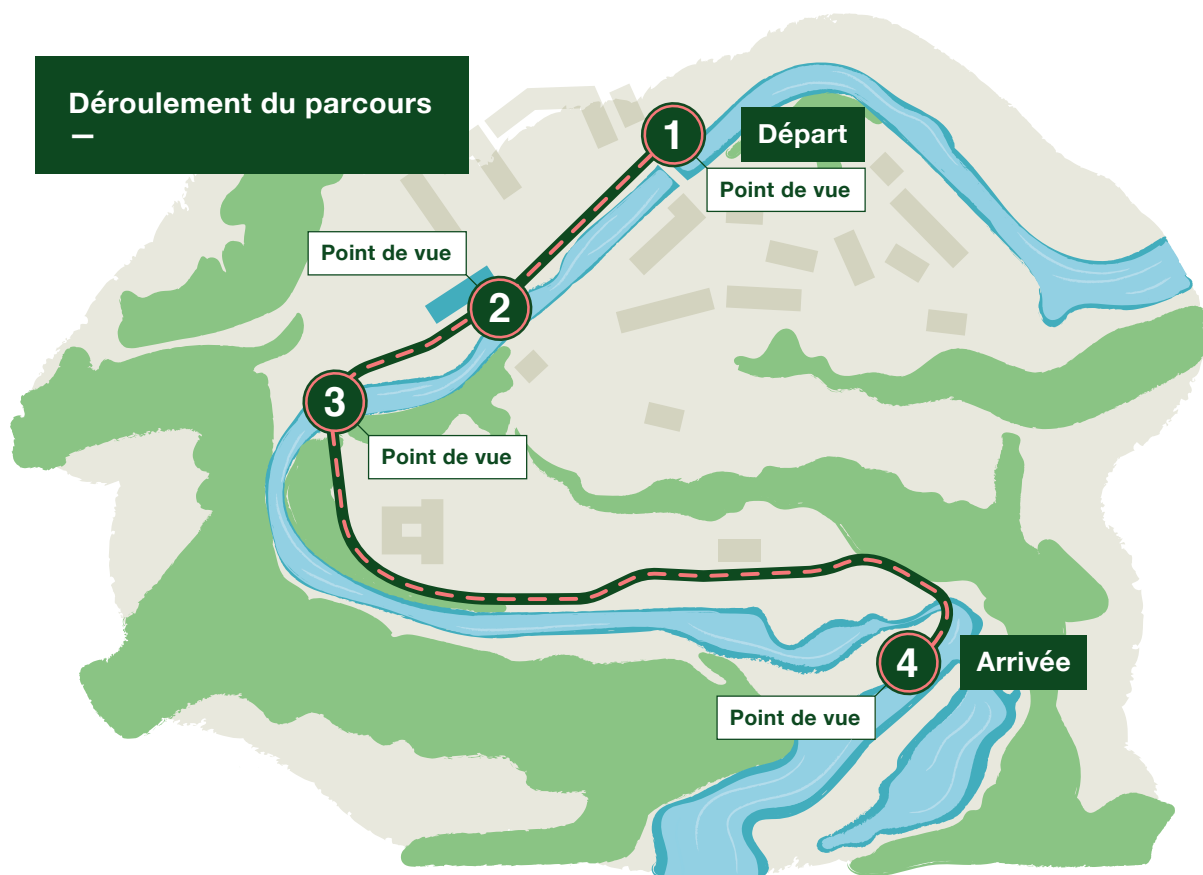 Déroulement du parcours
—
1
Départ
Point de vue
Point de vue
2
3
Point de vue
4
Arrivée
Point de vue